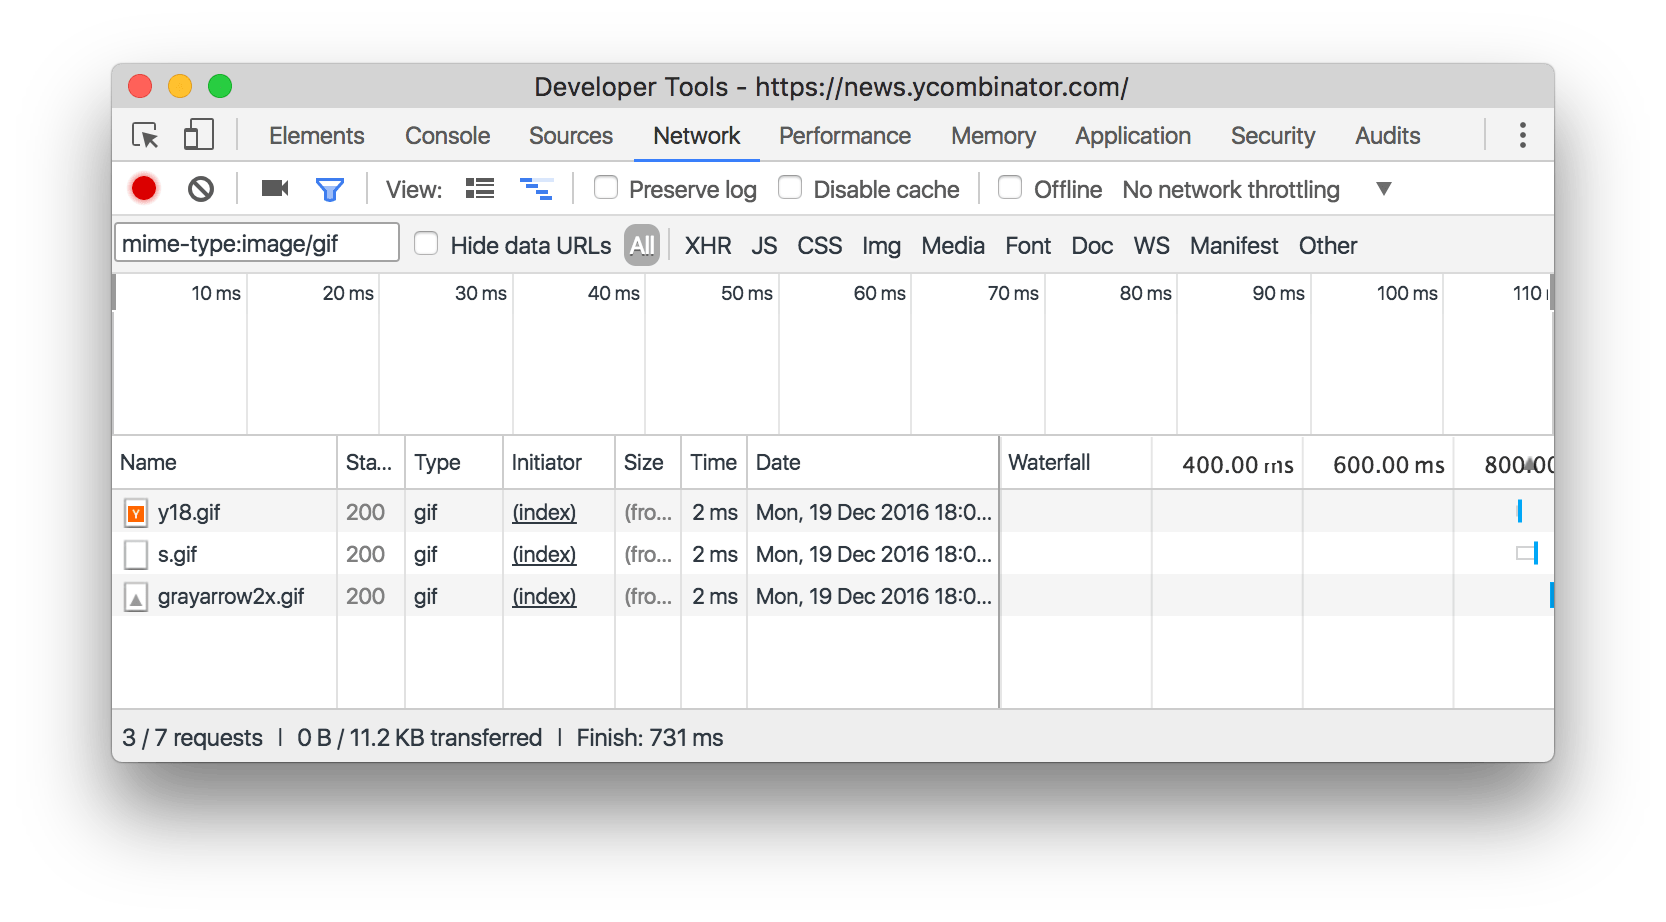 Developer Tools - https://news.ycombinator.com/
Elements Console Sources Network Performance Memory Application Security Audits
View: Preserve log Disable cache Offline No network throttling
mime-type:image/gif Hide data URLs All XHR JS CSS Img Media Font Doc WS Manifest Other
10 ms 20 ms 30 ms 40 ms 50 ms 60 ms 70 ms 80 ms 90 ms 100 ms 110
Name Sta... Type Initiator Size Time Date Waterfall 400.00 ms 600.00 ms 800.00
Y y18.gif 200 gif (index) (fro... 2 ms Mon, 19 Dec 2016 18:0...
s.gif 200 gif (index) (fro... 2 ms Mon, 19 Dec 2016 18:0...
grayarrow2x.gif 200 gif (index) (fro... 2 ms Mon, 19 Dec 2016 18:0...
3 / 7 requests | 0 B / 11.2 KB transferred | Finish: 731 ms